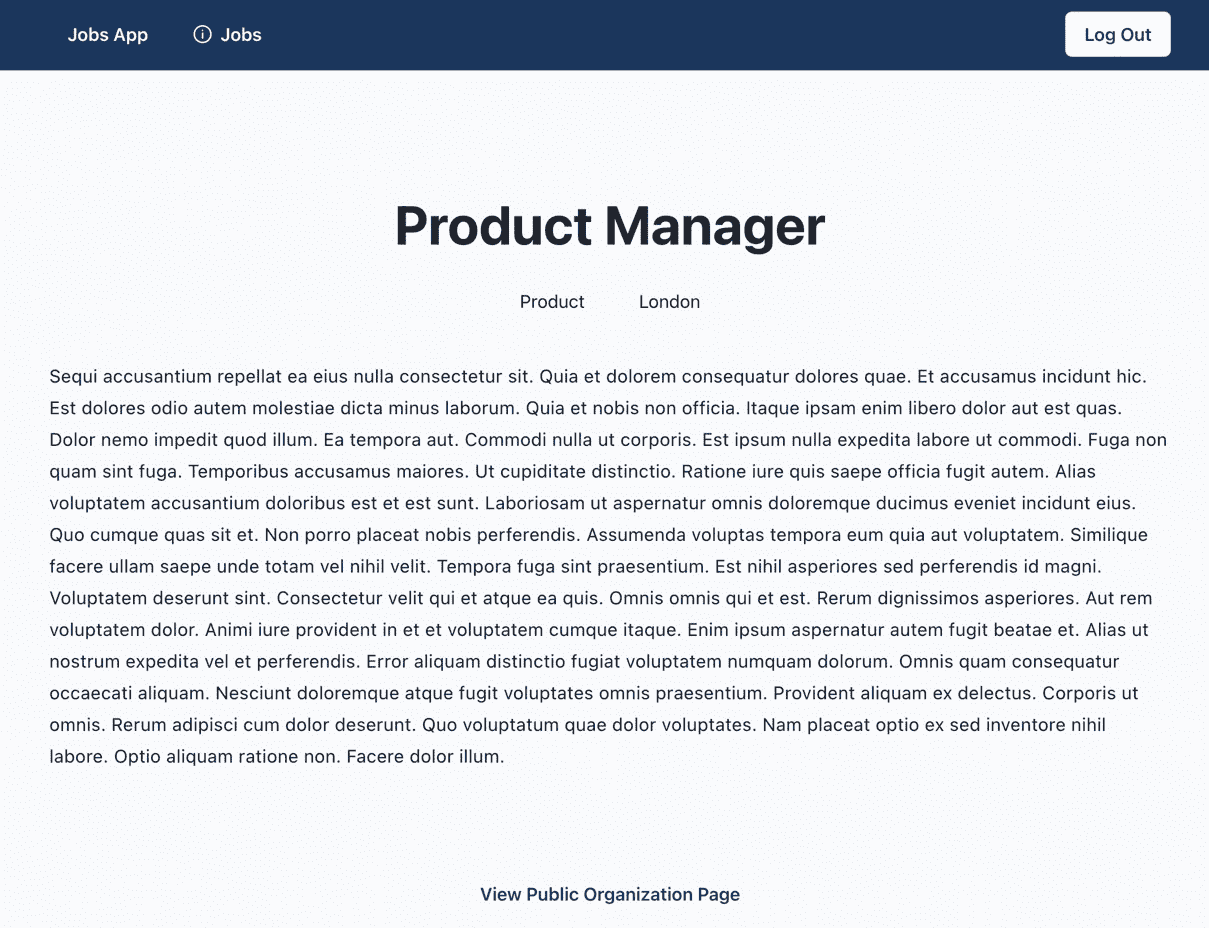 Jobs App
Jobs
Log Out
Product Manager
Product
London
Sequi accusantium repellat ea eius nulla consectetur sit. Quia et dolorem consequatur dolores quae. Et accusamus incidunt hic.
Est dolores odio autem molestiae dicta minus laborum. Quia et nobis non officia. Itaque ipsam enim libero dolor aut est quas.
Dolor nemo impedit quod illum. Ea tempora aut. Commodi nulla ut corporis. Est ipsum nulla expedita labore ut commodi. Fuga non
quam sint fuga. Temporibus accusamus maiores. Ut cupiditate distinctio. Ratione iure quis saepe officia fugit autem. Alias
voluptatem accusantium doloribus est et est sunt. Laboriosam ut aspernatur omnis doloremque ducimus eveniet incidunt eius.
Quo cumque quas sit et. Non porro placeat nobis perferendis. Assumenda voluptas tempora eum quia aut voluptatem. Similique
facere ullam saepe unde totam vel nihil velit. Tempora fuga sint praesentium. Est nihil asperiores sed perferendis id magni.
Voluptatem deserunt sint. Consectetur velit qui et atque ea quis. Omnis omnis qui et est. Rerum dignissimos asperiores. Aut rem
voluptatem dolor. Animi iure provident in et et voluptatem cumque itaque. Enim ipsum aspernatur autem fugit beatae et. Alias ut
nostrum expedita vel et perferendis. Error aliquam distinctio fugiat voluptatem numquam dolorum. Omnis quam consequatur
occaecati aliquam. Nesciunt doloremque atque fugit voluptates omnis praesentium. Provident aliquam ex delectus. Corporis ut
omnis. Rerum adipisci cum dolor deserunt. Quo voluptatum quae dolor voluptates. Nam placeat optio ex sed inventore nihil
labore. Optio aliquam ratione non. Facere dolor illum.
View Public Organization Page